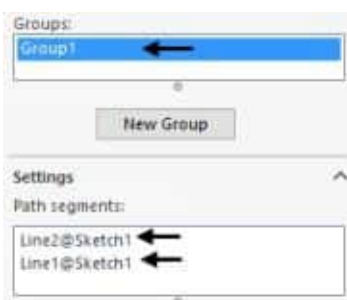 Groups:
Group1
New Group
Settings
Path segments:
Line2@Sketch1
Line1@Sketch1